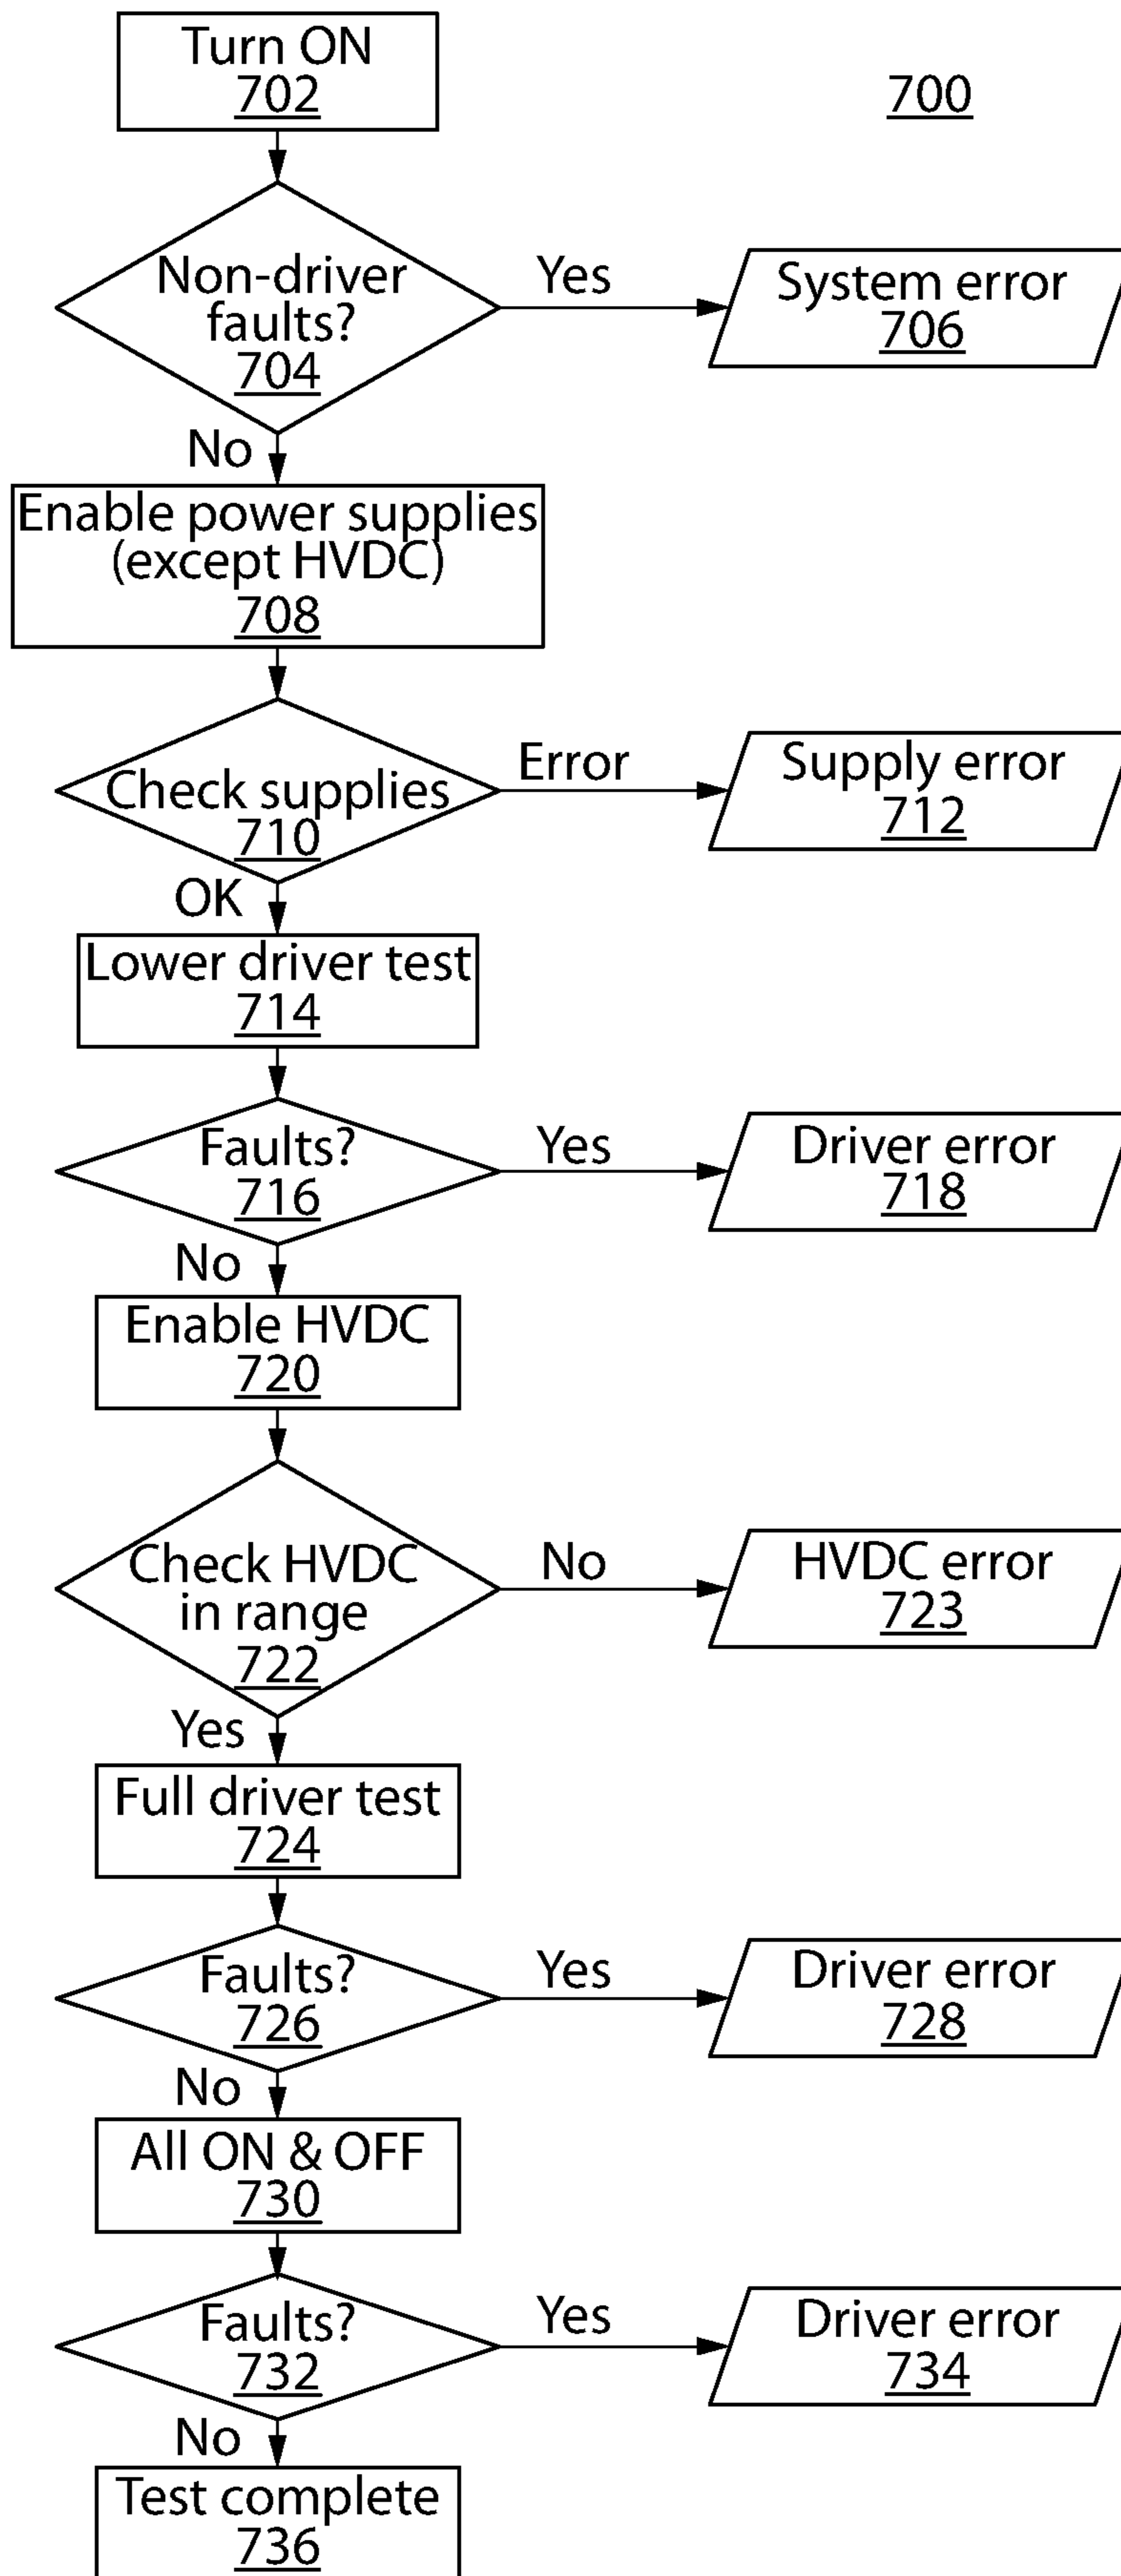 Turn ON
702
700
Non-driver
faults?
704
Yes
System error
706
No
Enable power supplies
(except HVDC)
708
Check supplies
710
Error
Supply error
712
OK
Lower driver test
714
Faults?
716
Yes
Driver error
718
No
Enable HVDC
720
Check HVDC
in range
722
No
HVDC error
723
Yes
Full driver test
724
Faults?
726
Yes
Driver error
728
No
All ON & OFF
730
Faults?
732
Yes
Driver error
734
No
Test complete
736